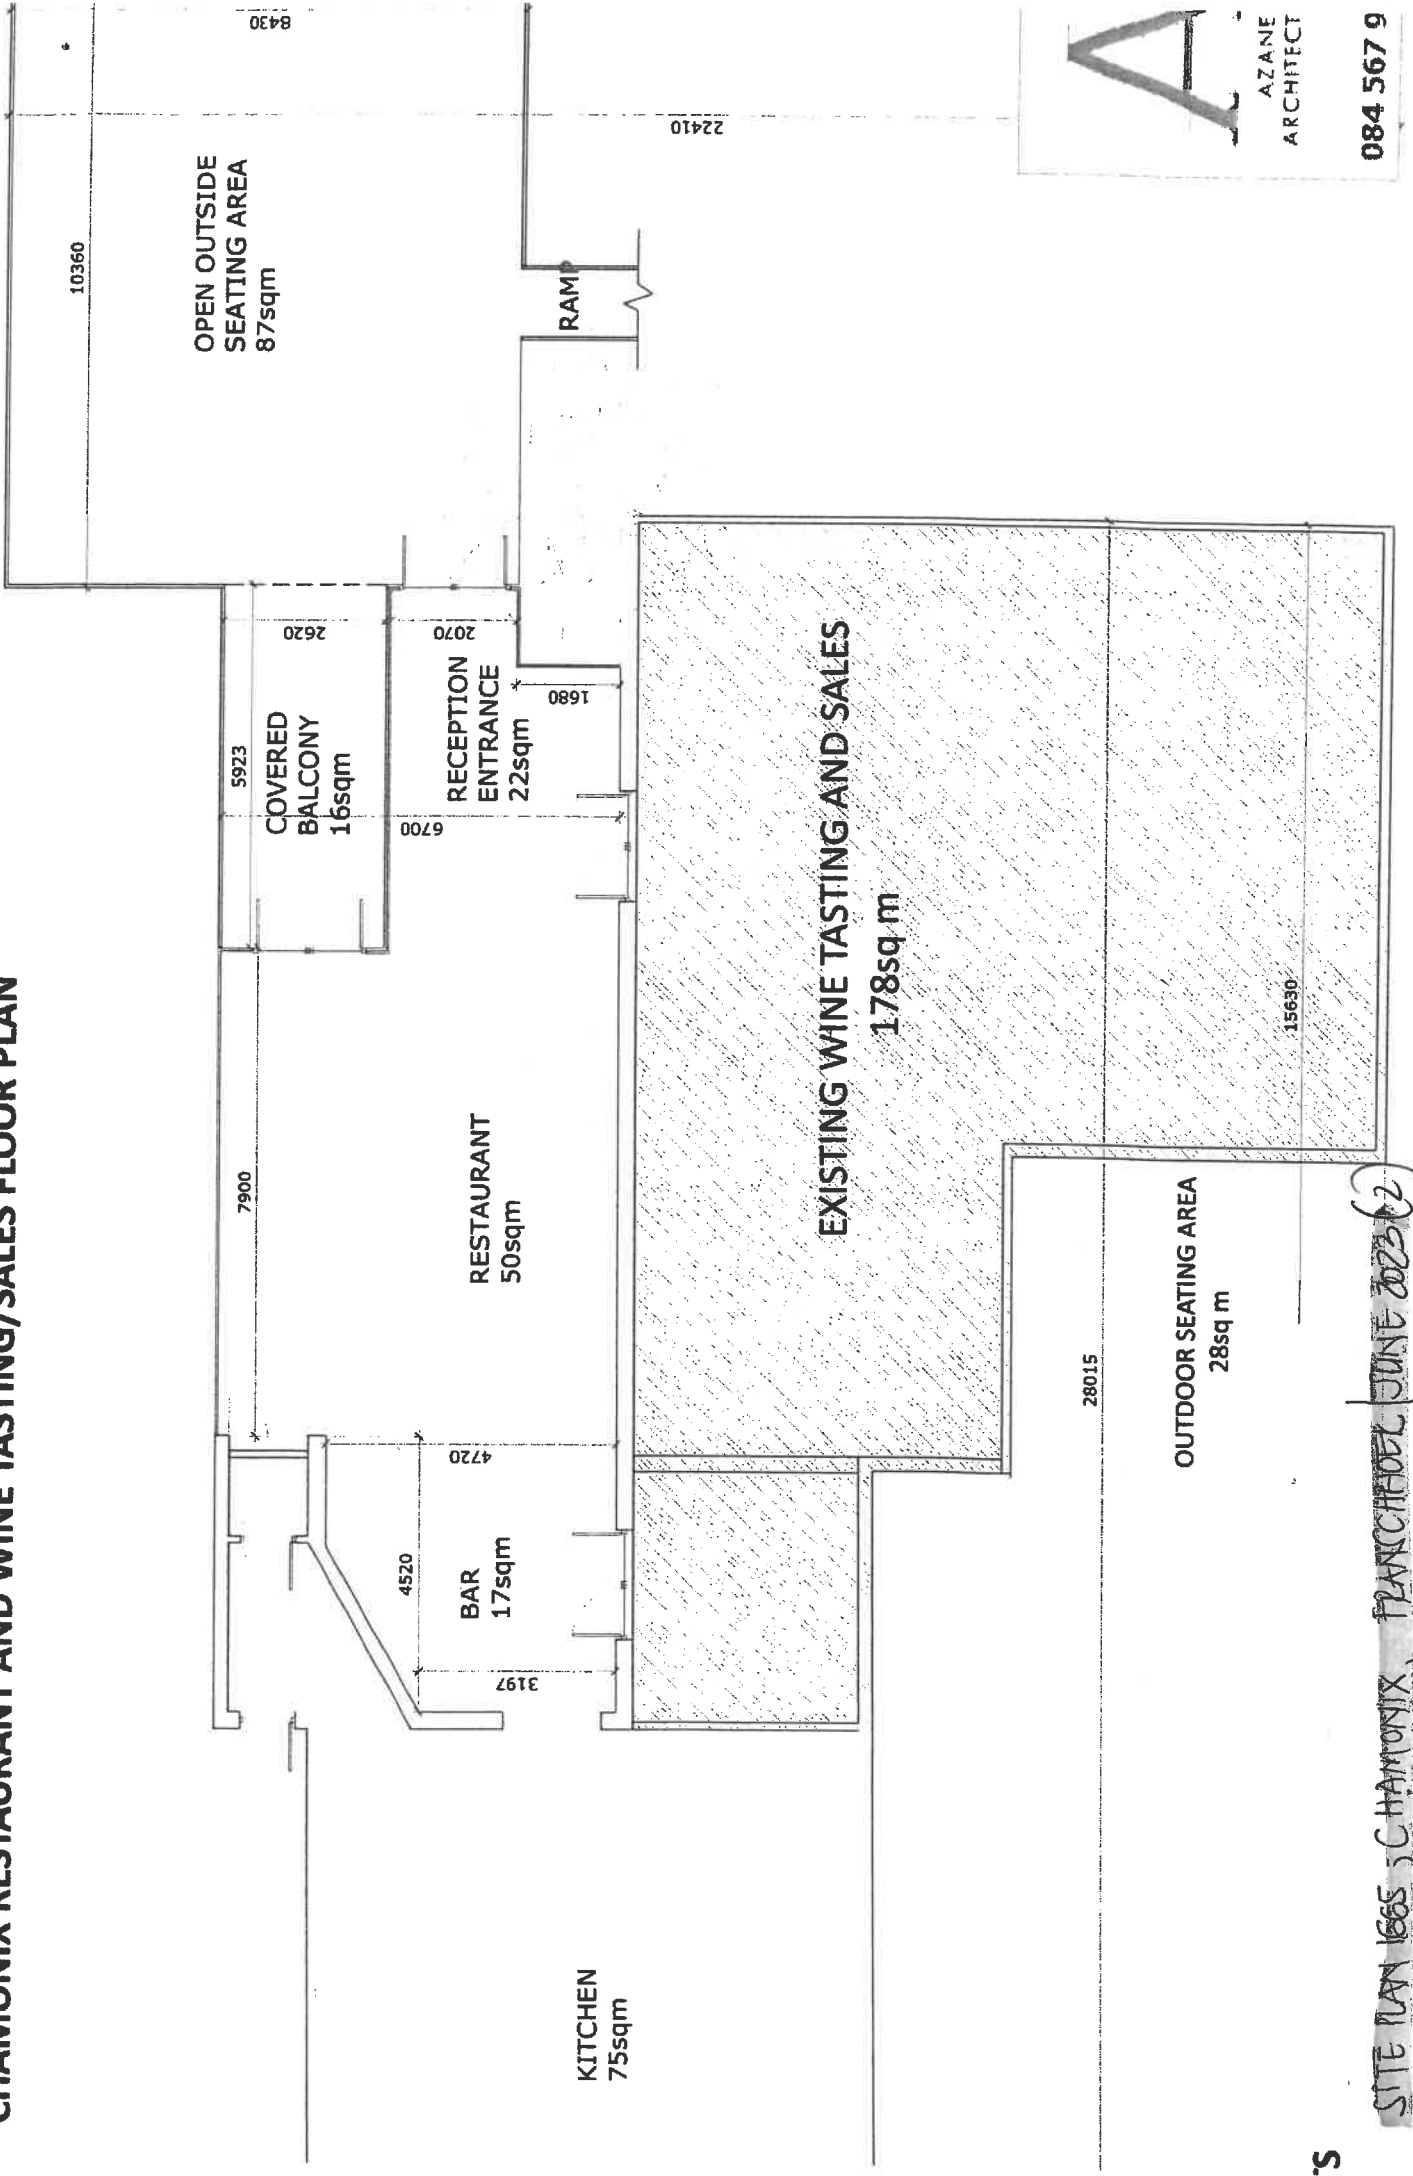 CHAMONIX RESTAURANT AND WINE TASTING/SALES FLOOR PLAN
8430
10360
OPEN OUTSIDE
SEATING AREA
87sqm
22410
RAMP
5923
2620
COVERED
BALCONY
16sqm
2070
RECEPTION
ENTRANCE
22sqm
1680
6700
7900
RESTAURANT
50sqm
4720
4520
BAR
17sqm
3197
KITCHEN
75sqm
EXISTING WINE TASTING AND SALES
178sq m
28015
15630
OUTDOOR SEATING AREA
28sq m
AZANE
ARCHITECT
084 567 9
S.
SITE PLAN 1665 - CHAMONIX, FRANCHHOEK JUNE 2023 2